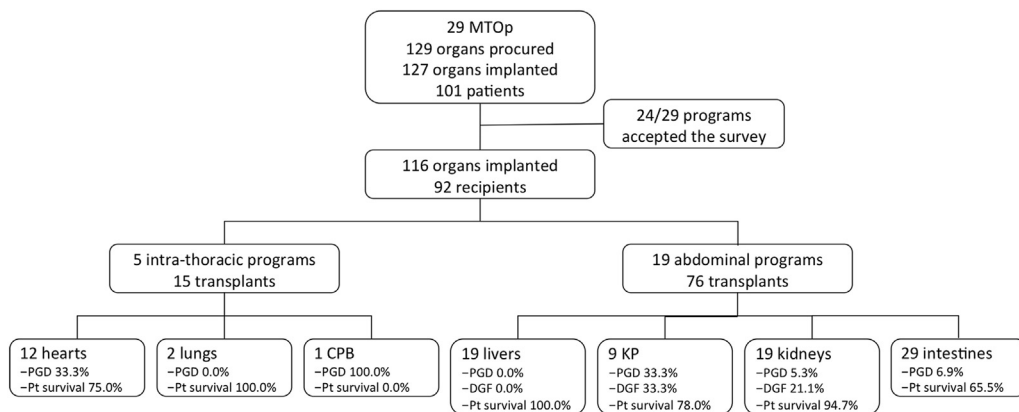 29 MTOp
129 organs procured
127 organs implanted
101 patients
24/29 programs
accepted the survey
116 organs implanted
92 recipients
5 intra-thoracic programs
15 transplants
19 abdominal programs
76 transplants
12 hearts
−PGD 33.3%
−Pt survival 75.0%
2 lungs
−PGD 0.0%
−Pt survival 100.0%
1 CPB
−PGD 100.0%
−Pt survival 0.0%
19 livers
−PGD 0.0%
−DGF 0.0%
−Pt survival 100.0%
9 KP
−PGD 33.3%
−DGF 33.3%
−Pt survival 78.0%
19 kidneys
−PGD 5.3%
−DGF 21.1%
−Pt survival 94.7%
29 intestines
−PGD 6.9%
−Pt survival 65.5%